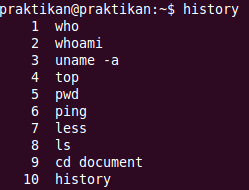 praktikan@praktikan:~$ history
1 who
2 whoami
3 uname -a
4 top
5 pwd
6 ping
7 less
8 ls
9 cd document
10 history